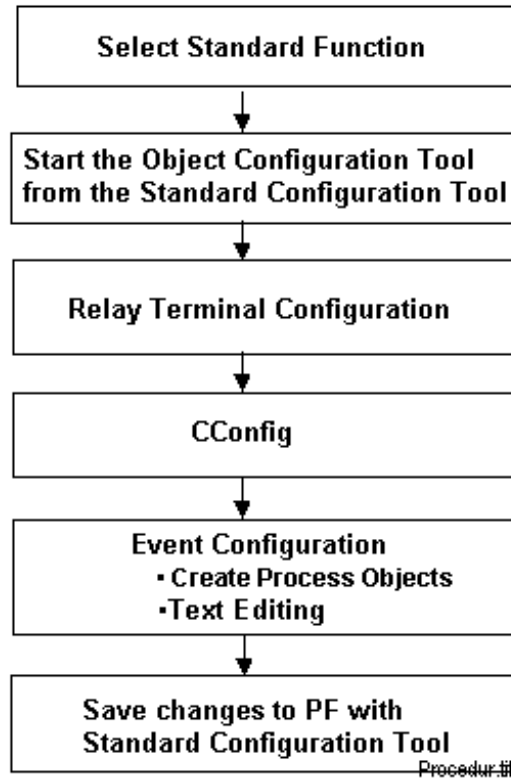 Select Standard Function
Start the Object Configuration Tool
from the Standard Configuration Tool
Relay Terminal Configuration
CConfig
Event Configuration
• Create Process Objects
•Text Editing
Save changes to PF with
Standard Configuration Tool